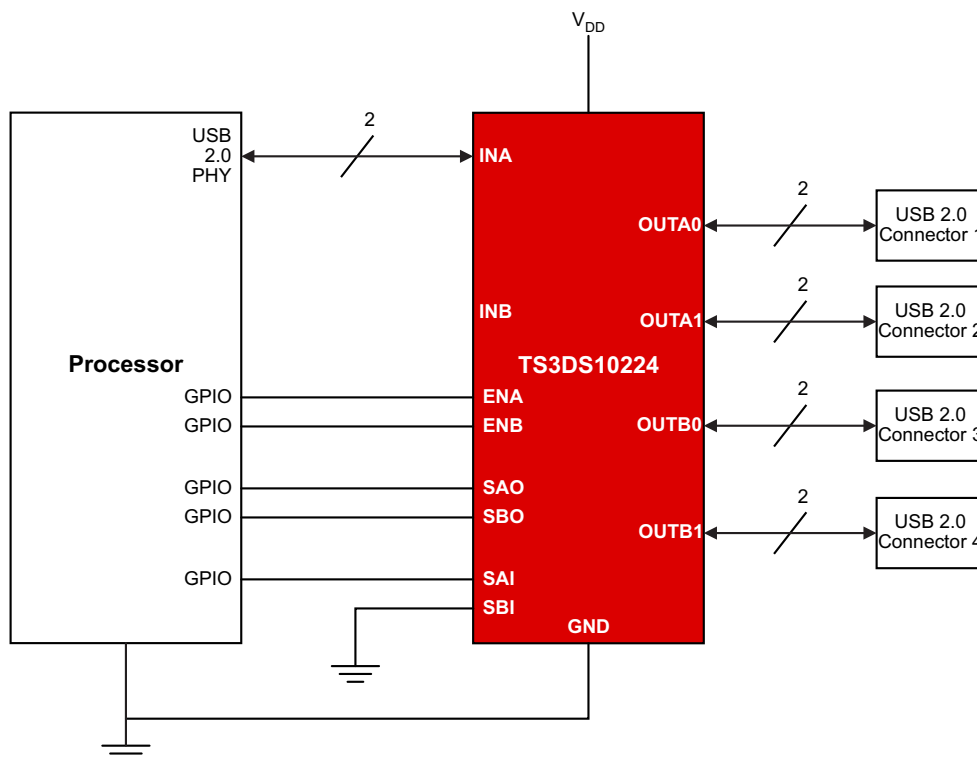 V_DD
USB
2.0
PHY
2
INA
OUTA0
2
USB 2.0
Connector 1
INB
OUTA1
2
USB 2.0
Connector 2
Processor
TS3DS10224
GPIO
ENA
GPIO
ENB
OUTB0
2
USB 2.0
Connector 3
GPIO
SAO
GPIO
SBO
OUTB1
2
USB 2.0
Connector 4
GPIO
SAI
SBI
GND